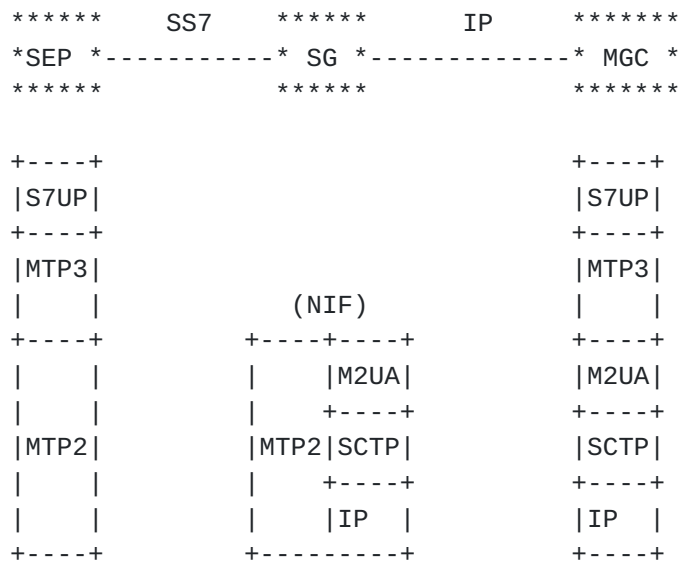 ******    SS7    ******      IP     *******
*SEP *-----------* SG *-------------* MGC *
******           ******             *******

+----+                              +----+
|S7UP|                              |S7UP|
+----+                              +----+
|MTP3|                              |MTP3|
|    |            (NIF)             |    |
+----+         +----+----+          +----+
|    |         |    |M2UA|          |M2UA|
|    |         |    +----+          +----+
|MTP2|         |MTP2|SCTP|          |SCTP|
|    |         |    +----+          +----+
|    |         |    |IP  |          |IP  |
+----+         +---------+          +----+